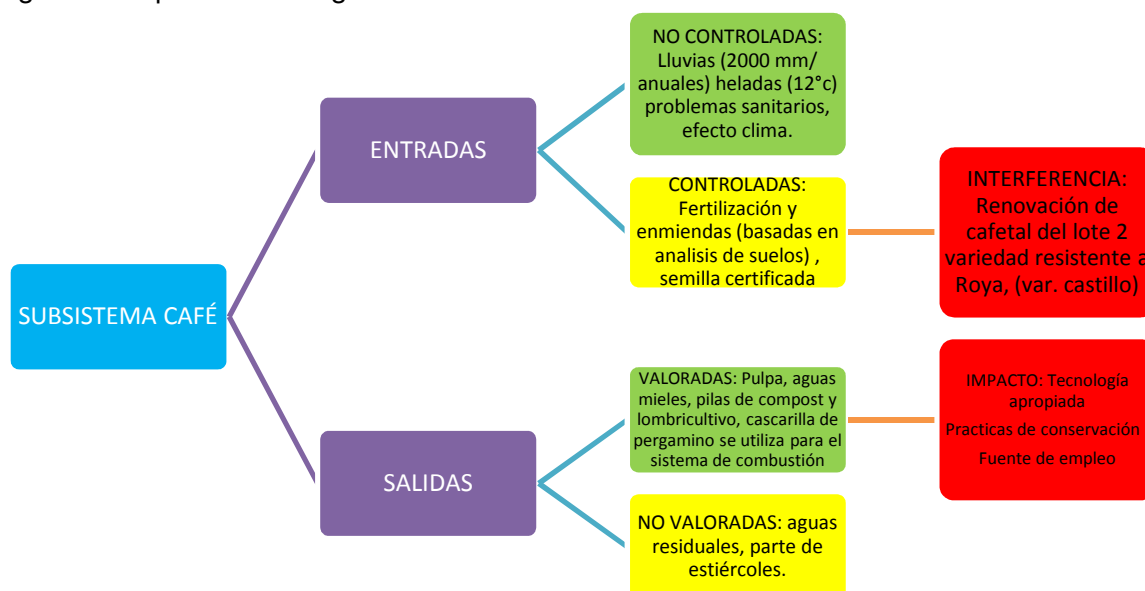 NO CONTROLADAS:
Lluvias (2000 mm/
anuales) heladas (12°c)
problemas sanitarios,
efecto clima.
ENTRADAS
CONTROLADAS:
Fertilización y
enmiendas (basadas en
analisis de suelos) ,
semilla certificada
INTERFERENCIA:
Renovación de
cafetal del lote 2
variedad resistente a
Roya, (var. castillo)
SUBSISTEMA CAFÉ
VALORADAS: Pulpa, aguas
mieles, pilas de compost y
lombricultivo, cascarilla de
pergamino se utiliza para el
sistema de combustión
IMPACTO: Tecnología
apropiada
Practicas de conservación
Fuente de empleo
SALIDAS
NO VALORADAS: aguas
residuales, parte de
estiércoles.